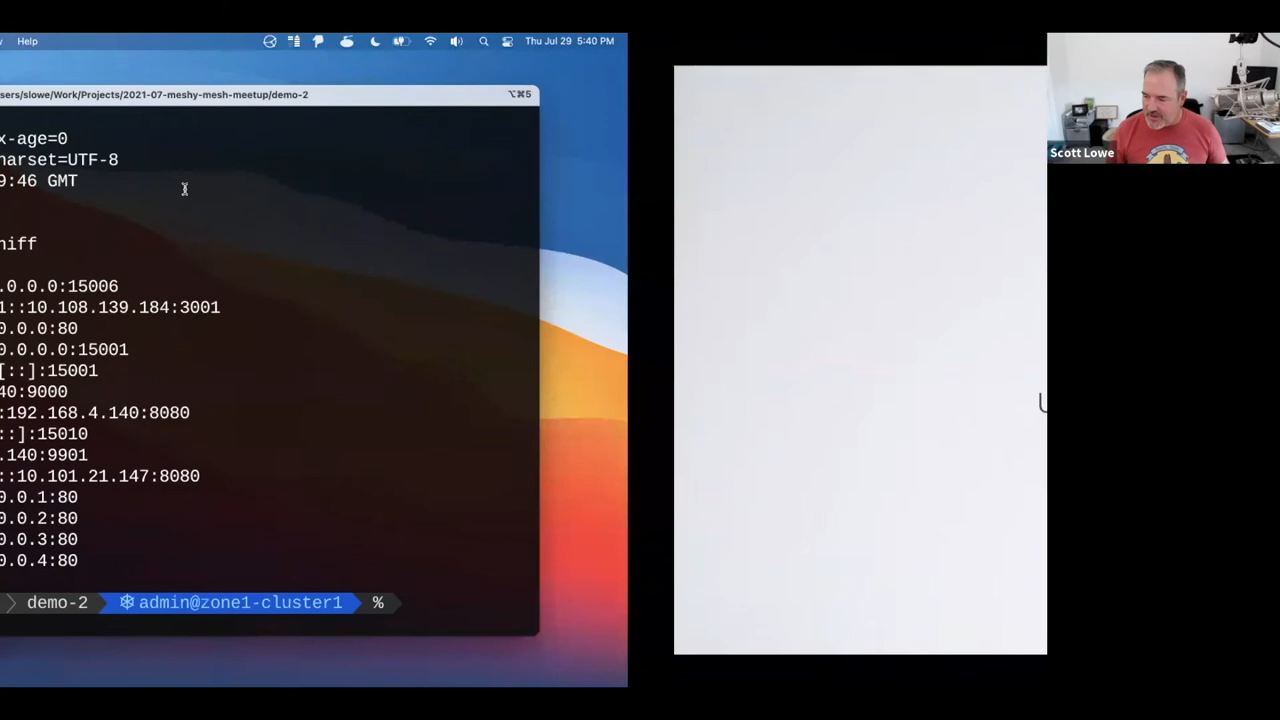 Help
Thu Jul 29 5:40 PM
sers/slowe/Work/Projects/2021-07-meshy-mesh-meetup/demo-2
⌥⌘5
x-age=0
harset=UTF-8
9:46 GMT
niff
.0.0.0:15006
1::10.108.139.184:3001
0.0.0:80
0.0.0.0:15001
[::]:15001
40:9000
:192.168.4.140:8080
::]:15010
.140:9901
::10.101.21.147:8080
0.0.1:80
0.0.2:80
0.0.3:80
0.0.4:80
demo-2 admin@zone1-cluster1 %
Scott Lowe